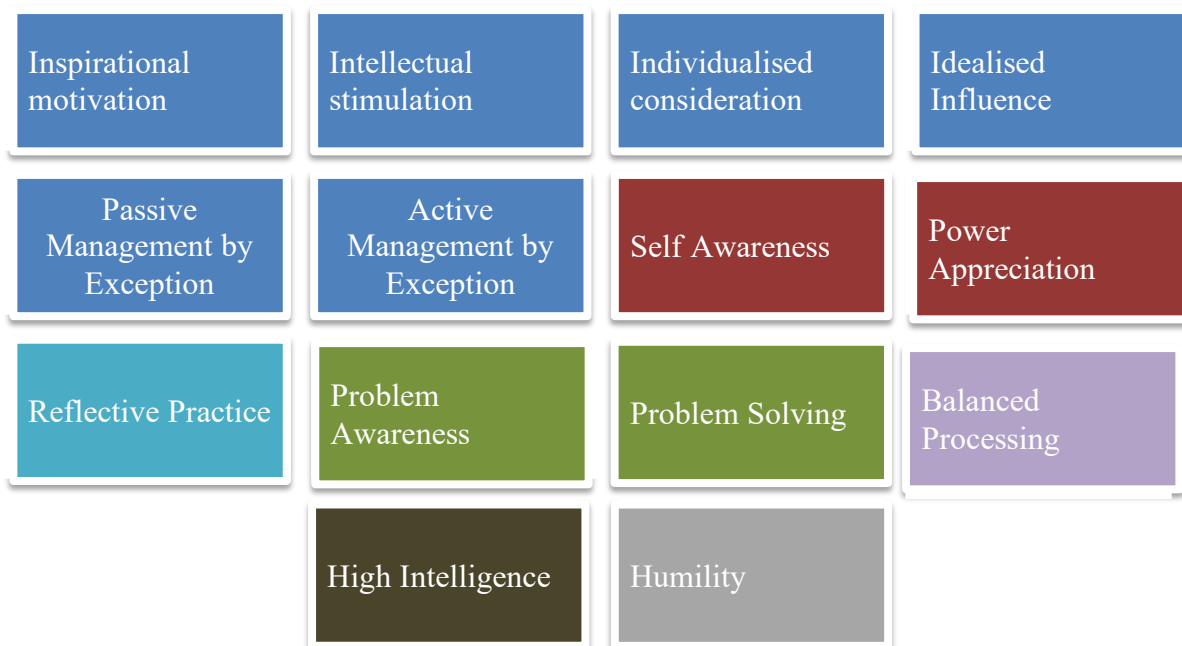 Inspirational
motivation
Intellectual
stimulation
Individualised
consideration
Idealised
Influence
Passive
Management by
Exception
Active
Management by
Exception
Self Awareness
Power
Appreciation
Reflective Practice
Problem
Awareness
Problem Solving
Balanced
Processing
High Intelligence
Humility